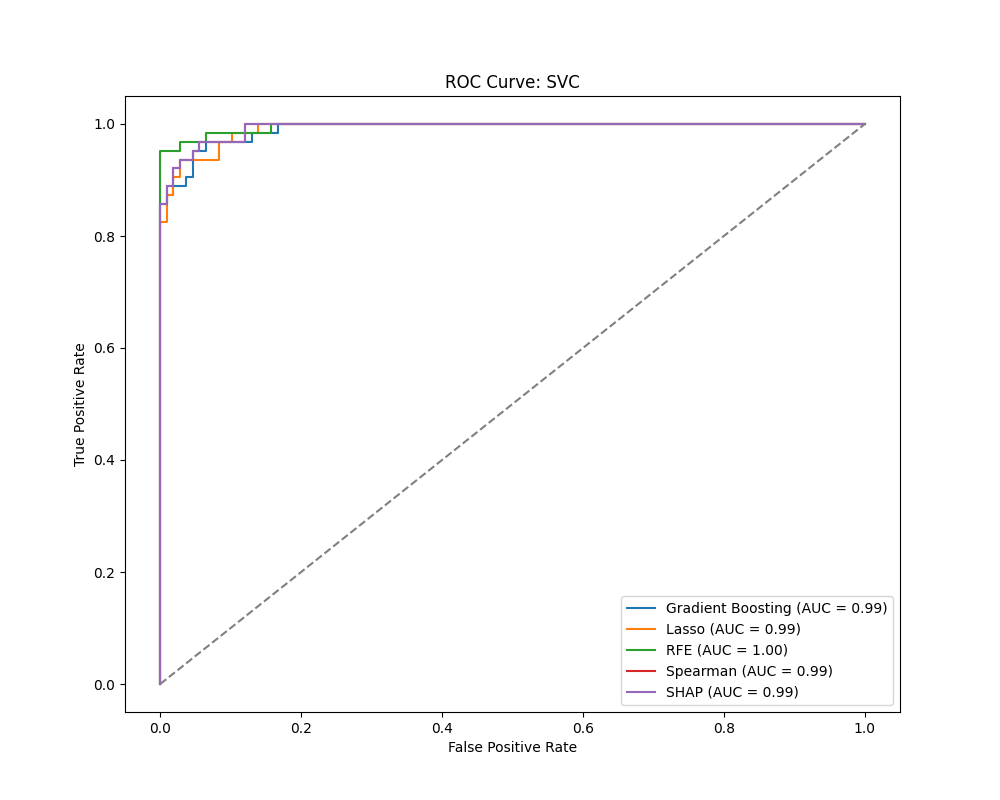 ROC Curve: SVC
True Positive Rate
1.0
0.8
0.6
0.4
0.2
0.0
0.0 0.2 0.4 0.6 0.8 1.0
False Positive Rate
Gradient Boosting (AUC = 0.99)
Lasso (AUC = 0.99)
RFE (AUC = 1.00)
Spearman (AUC = 0.99)
SHAP (AUC = 0.99)